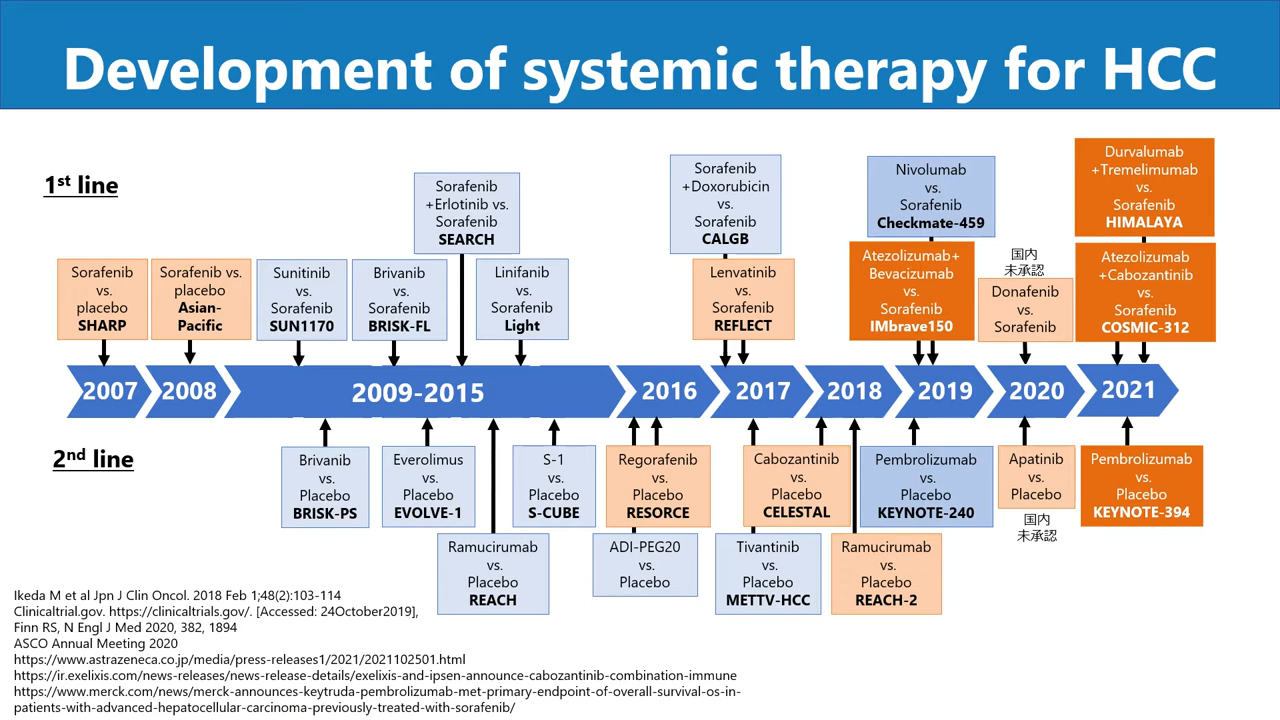 Development of systemic therapy for HCC
1st line
Sorafenib
vs.
placebo
SHARP
Sorafenib vs.
placebo
Asian-
Pacific
Sunitinib
vs.
Sorafenib
SUN1170
Brivanib
vs.
Sorafenib
BRISK-FL
Sorafenib
+Erlotinib vs.
Sorafenib
SEARCH
Linifanib
vs.
Sorafenib
Light
Sorafenib
+Doxorubicin
vs.
Sorafenib
CALGB
Lenvatinib
vs.
Sorafenib
REFLECT
Nivolumab
vs.
Sorafenib
Checkmate-459
Atezolizumab+
Bevacizumab
vs.
Sorafenib
IMbrave150
国内
未承認
Donafenib
vs.
Sorafenib
Durvalumab
+Tremelimumab
vs.
Sorafenib
HIMALAYA
Atezolizumab
+Cabozantinib
vs.
Sorafenib
COSMIC-312
2007
2008
2009-2015
2016
2017
2018
2019
2020
2021
2nd line
Brivanib
vs.
Placebo
BRISK-PS
Everolimus
vs.
Placebo
EVOLVE-1
Ramucirumab
vs.
Placebo
REACH
S-1
vs.
Placebo
S-CUBE
Regorafenib
vs.
Placebo
RESORCE
ADI-PEG20
vs.
Placebo
Cabozantinib
vs.
Placebo
CELESTAL
Tivantinib
vs.
Placebo
METTV-HCC
Ramucirumab
vs.
Placebo
REACH-2
Pembrolizumab
vs.
Placebo
KEYNOTE-240
Apatinib
vs.
Placebo
国内
未承認
Pembrolizumab
vs.
Placebo
KEYNOTE-394
Ikeda M et al Jpn J Clin Oncol. 2018 Feb 1;48(2):103-114
Clinicaltrial.gov. https://clinicaltrials.gov/. [Accessed: 24October2019],
Finn RS, N Engl J Med 2020, 382, 1894
ASCO Annual Meeting 2020
https://www.astrazeneca.co.jp/media/press-releases1/2021/2021102501.html
https://ir.exelixis.com/news-releases/news-release-details/exelixis-and-ipsen-announce-cabozantinib-combination-immune
https://www.merck.com/news/merck-announces-keytruda-pembrolizumab-met-primary-endpoint-of-overall-survival-os-in-
patients-with-advanced-hepatocellular-carcinoma-previously-treated-with-sorafenib/